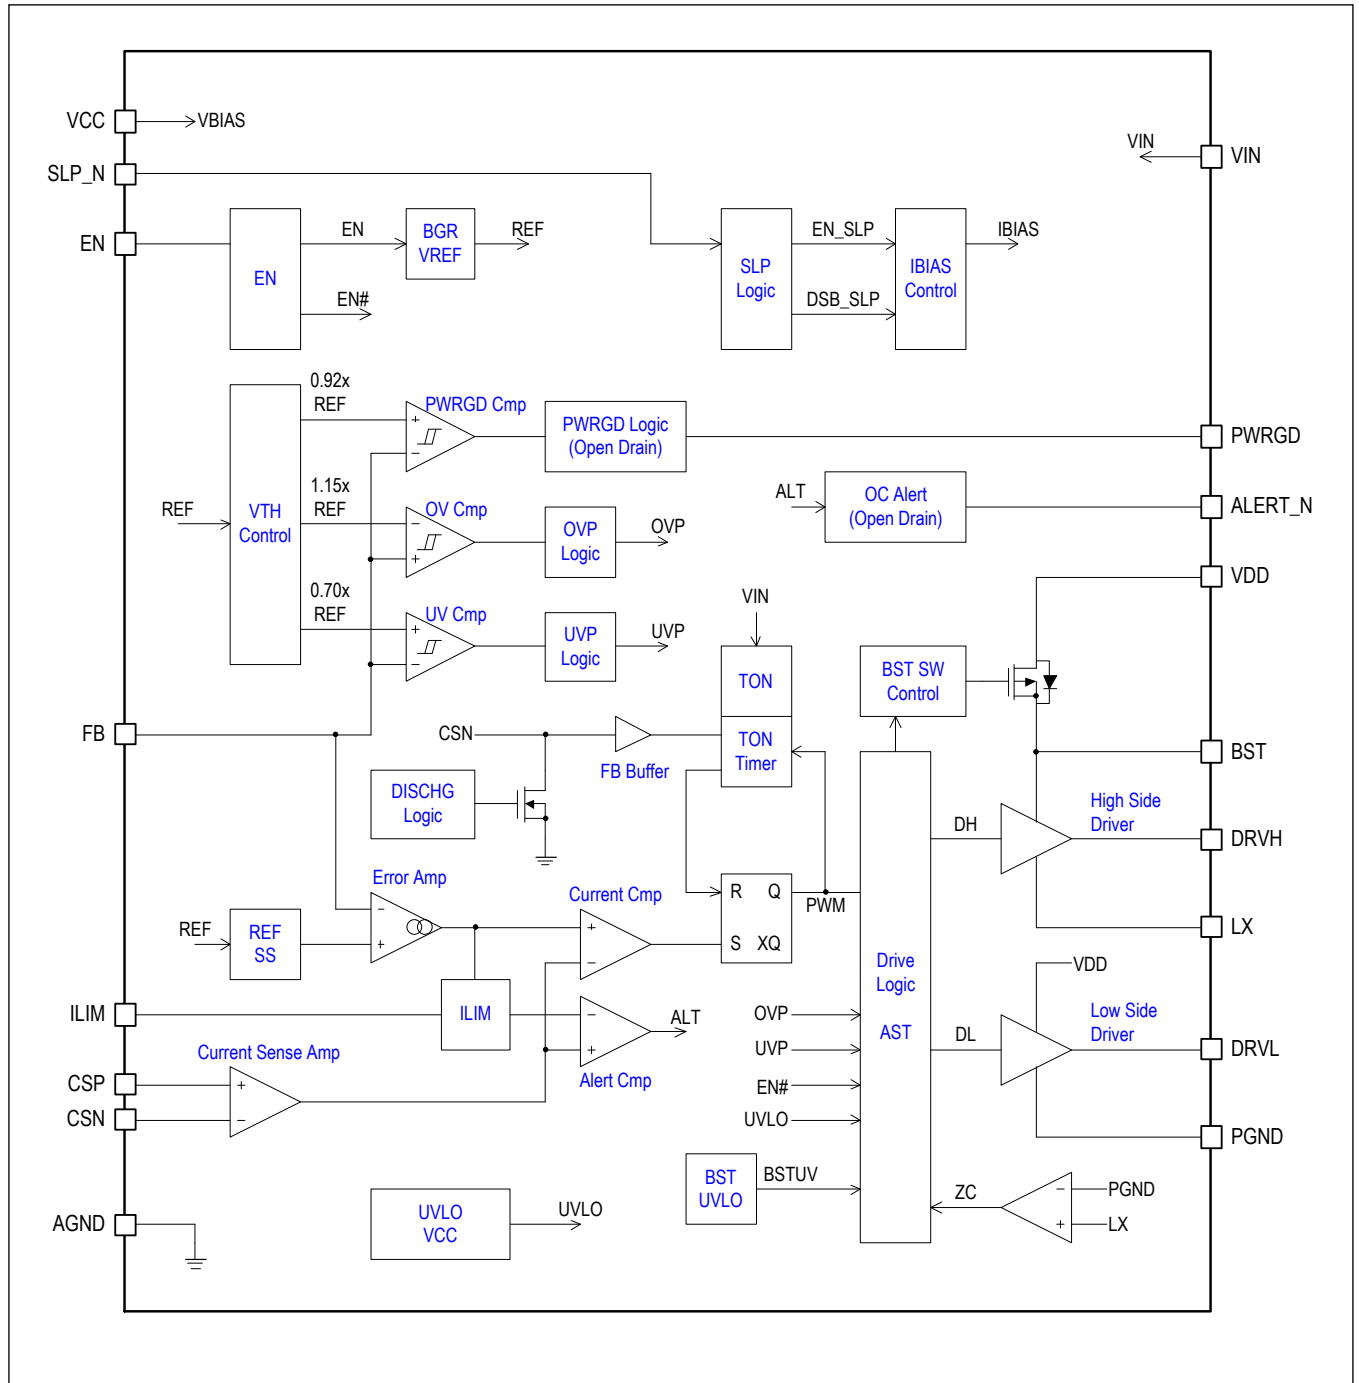 VCC
VBIAS
VIN
VIN
SLP_N
EN
EN
EN
EN#
BGR
VREF
REF
SLP
Logic
EN_SLP
DSB_SLP
IBIAS
Control
IBIAS
0.92x
REF
PWRGD Cmp
+
−
PWRGD Logic
(Open Drain)
PWRGD
REF
VTH
Control
1.15x
REF
OV Cmp
−
+
OVP
Logic
OVP
ALT
OC Alert
(Open Drain)
ALERT_N
0.70x
REF
UV Cmp
+
−
UVP
Logic
UVP
VIN
TON
TON
Timer
BST SW
Control
VDD
FB
CSN
FB Buffer
BST
DISCHG
Logic
DH
High Side
Driver
DRVH
Error Amp
−
+
REF
REF
SS
Current Cmp
+
−
R
Q
S
XQ
PWM
LX
Drive
Logic
AST
VDD
ILIM
ILIM
−
+
Alert Cmp
ALT
OVP
UVP
EN#
UVLO
DL
Low Side
Driver
DRVL
Current Sense Amp
CSP
+
CSN
−
PGND
BST
UVLO
BSTUV
ZC
−
+
PGND
LX
AGND
UVLO
VCC
UVLO